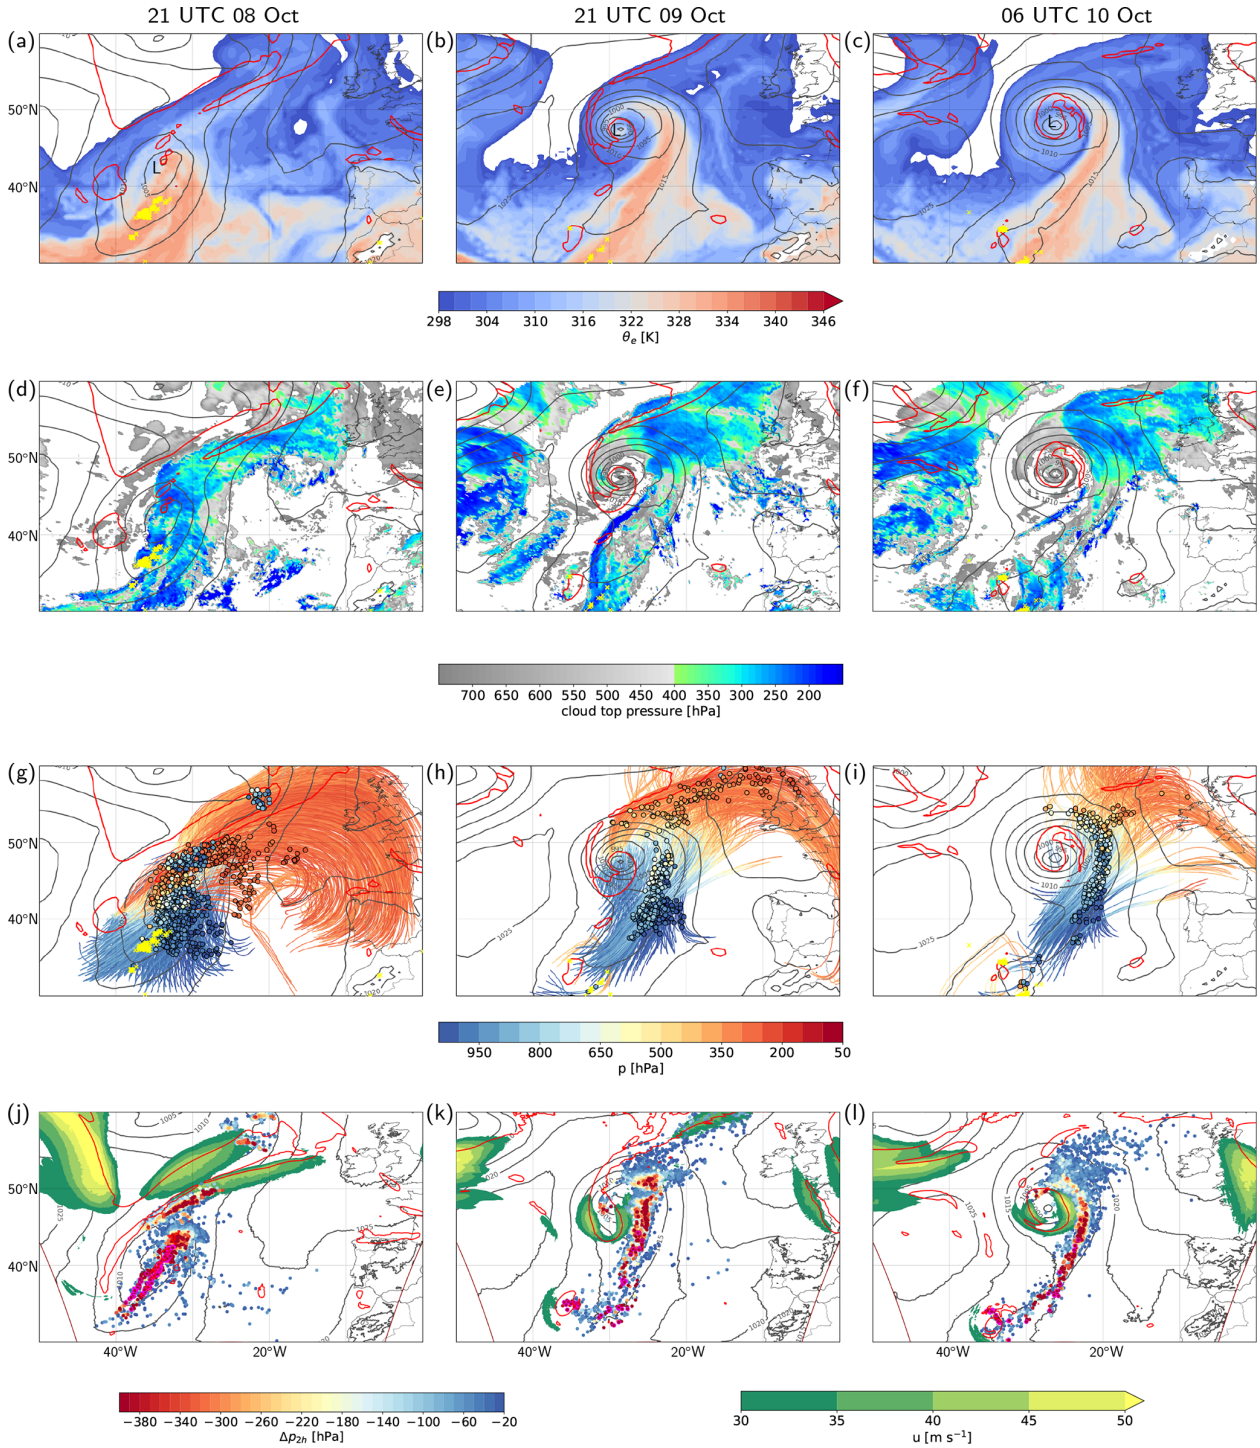 21 UTC 08 Oct 21 UTC 09 Oct 06 UTC 10 Oct
(a) (b) (c)
50°N
40°N
298 304 310 316 322 328 334 340 346
θe [K]
(d) (e) (f)
50°N
40°N
700 650 600 550 500 450 400 350 300 250 200
cloud top pressure [hPa]
(g) (h) (i)
50°N
40°N
950 800 650 500 350 200 50
p [hPa]
(j) (k) (l)
50°N
40°N
40°W 20°W 40°W 20°W 40°W 20°W
−380 −340 −300 −260 −220 −180 −140 −100 −60 −20
Δp2h [hPa]
30 35 40 45 50
u [m s−1]